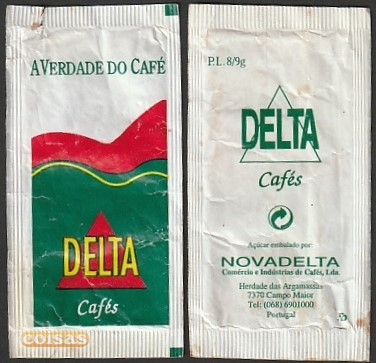 A VERDADE DO CAFÉ
DELTA
Cafés
coisas
P.L. 8/9g
DELTA
Cafés
Açúcar embalado por:
NOVADELTA
Comércio e Indústrias de Cafés, Lda.
Herdade das Argamassas
7370 Campo Maior
Tel: (068) 6901000
Portugal